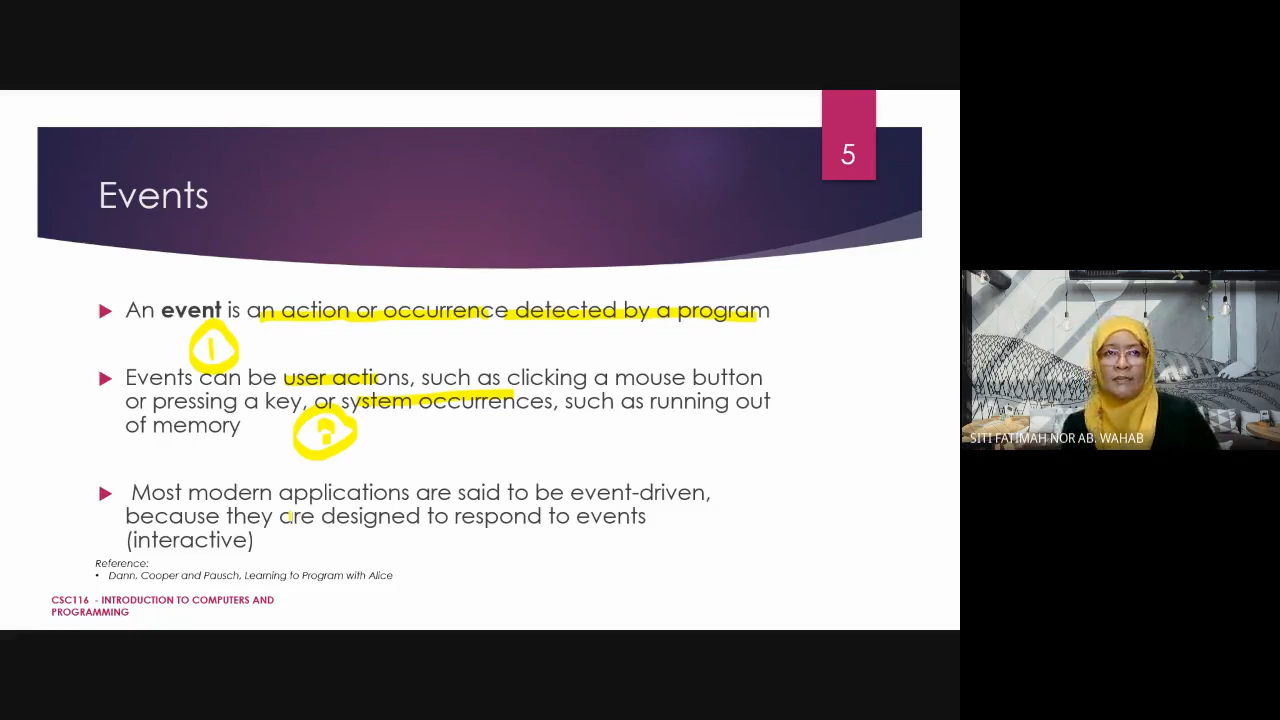 5
Events
An event is an action or occurrence detected by a program
1
Events can be user actions, such as clicking a mouse button
or pressing a key, or system occurrences, such as running out
of memory
Most modern applications are said to be event-driven,
because they are designed to respond to events
(interactive)
Reference:
• Dann, Cooper and Pausch, Learning to Program with Alice
CSC116 - INTRODUCTION TO COMPUTERS AND
PROGRAMMING
SITI FATIMAH NOR AB. WAHAB